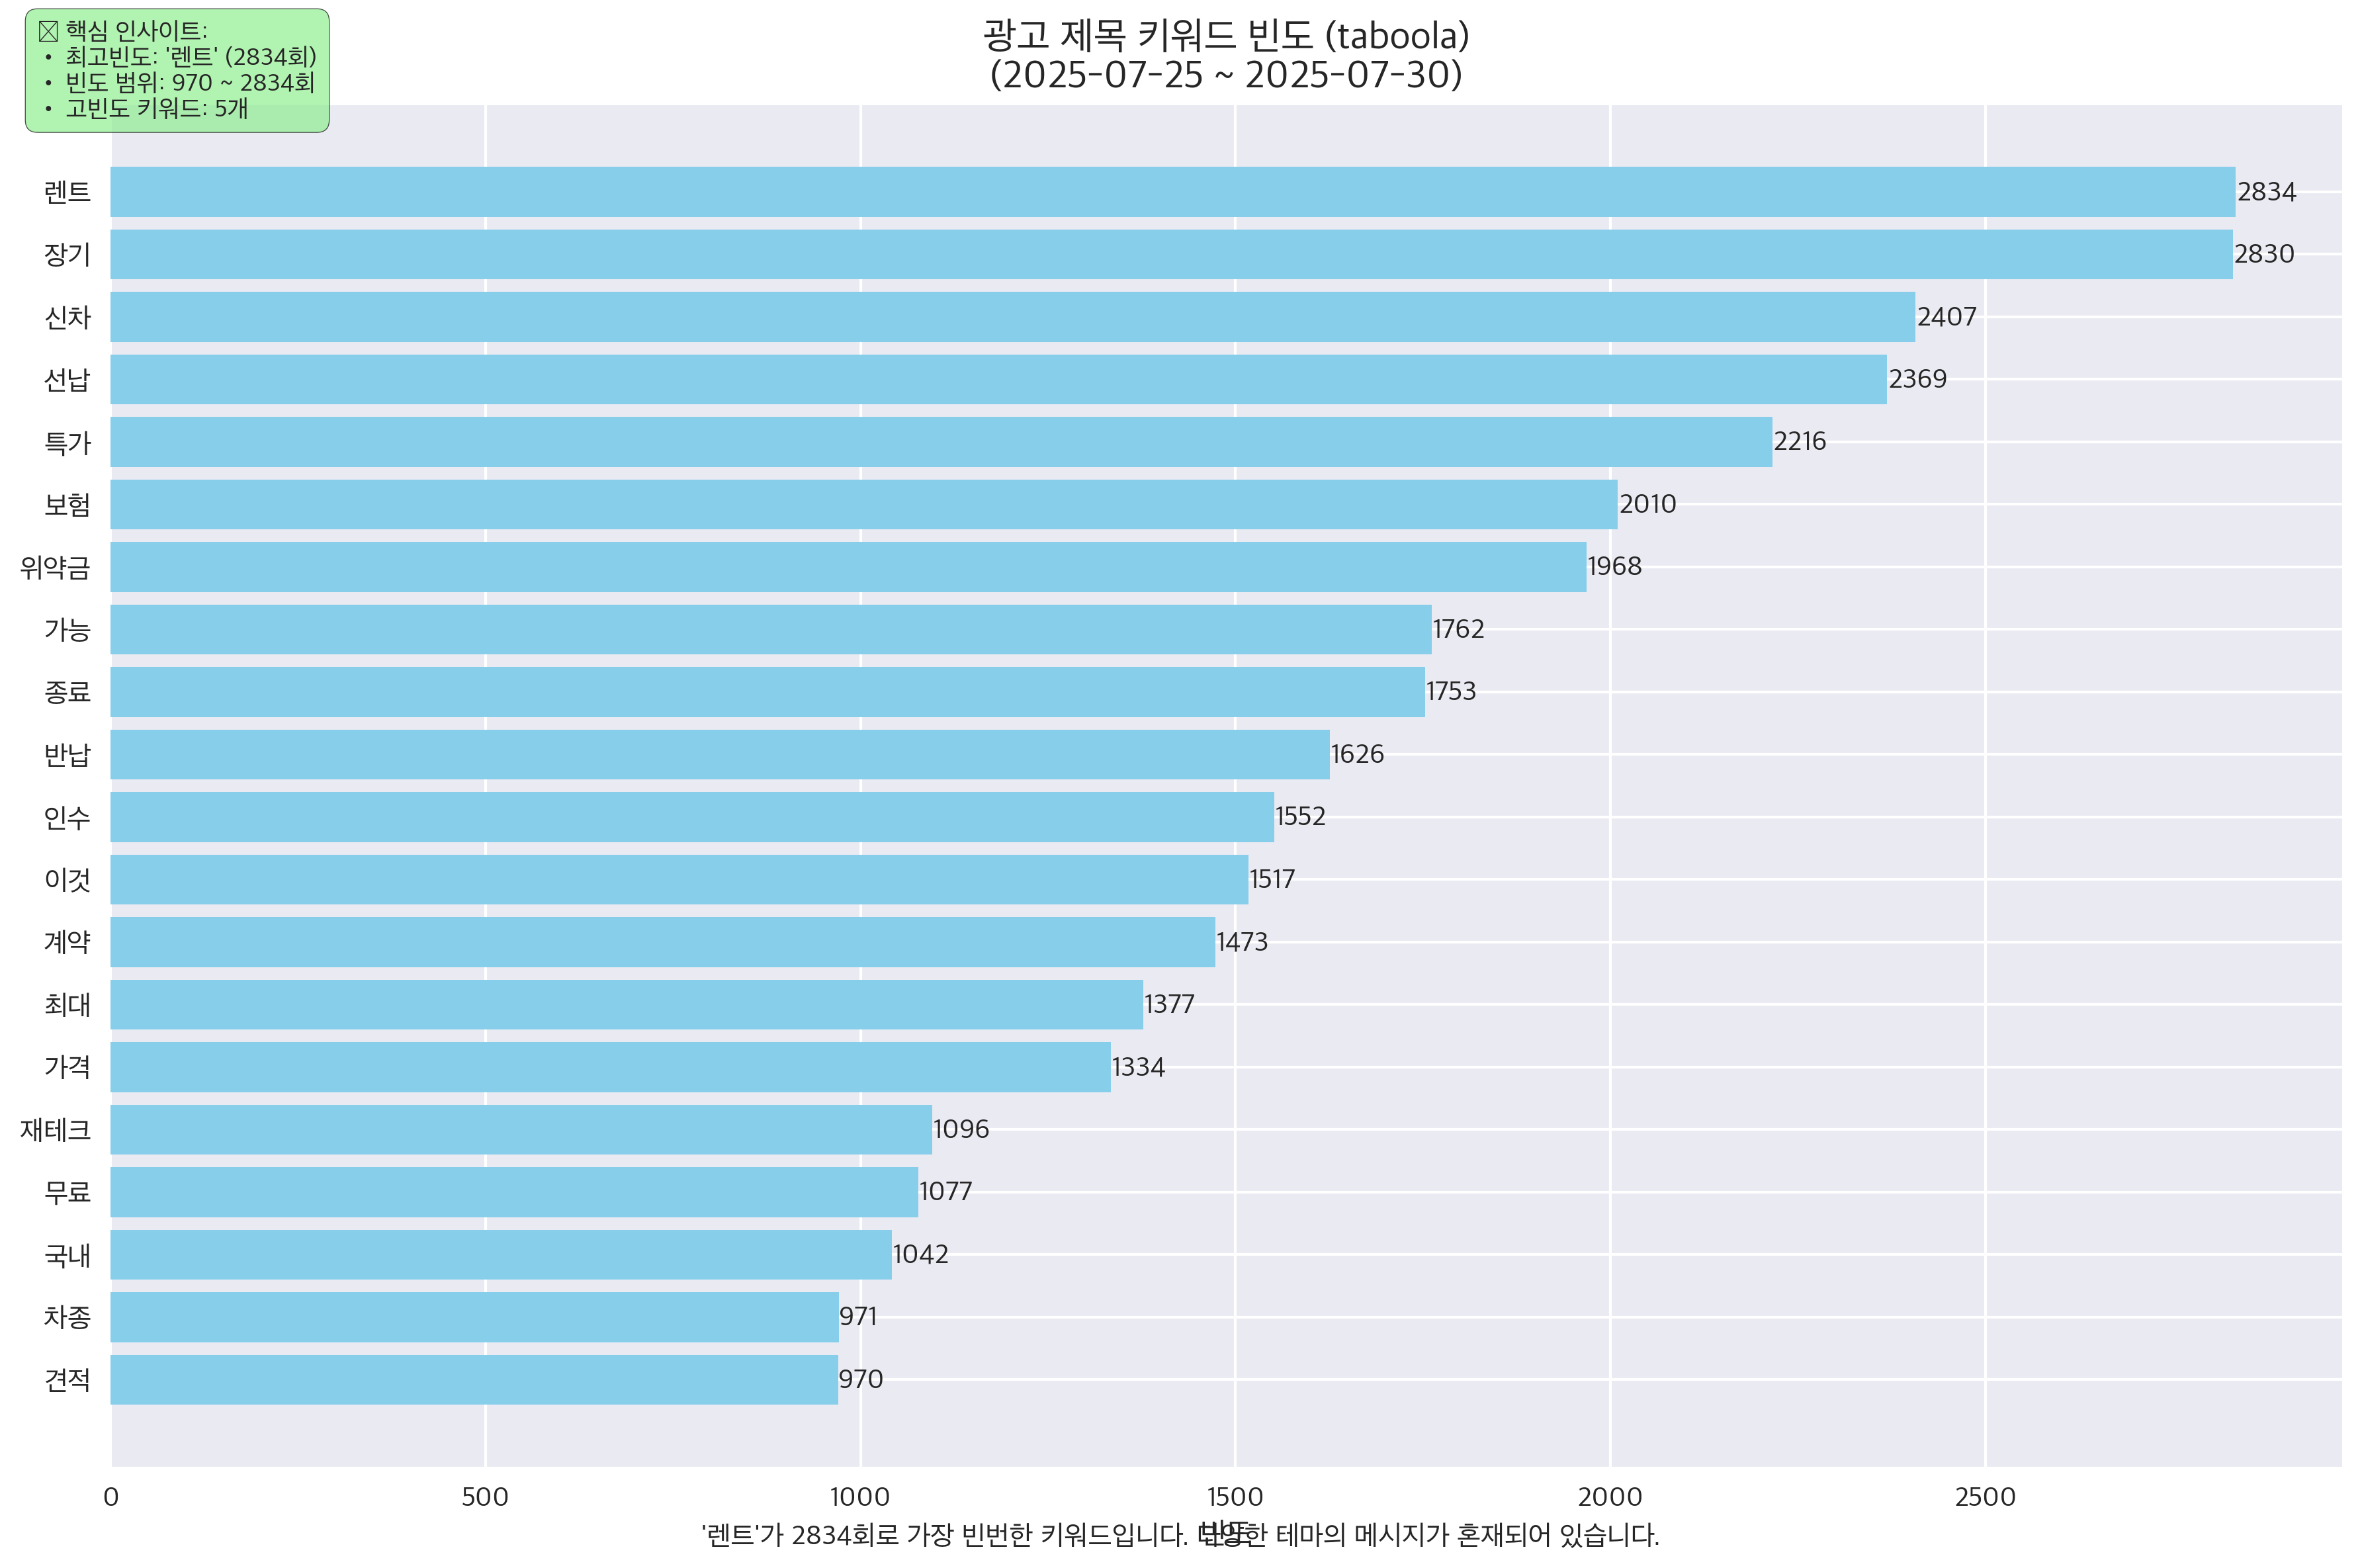 핵심 인사이트:
• 최고빈도: '렌트' (2834회)
• 빈도 범위: 970 ~ 2834회
• 고빈도 키워드: 5개
광고 제목 키워드 빈도 (taboola)
(2025-07-25 ~ 2025-07-30)
렌트 2834
장기 2830
신차 2407
선납 2369
특가 2216
보험 2010
위약금 1968
가능 1762
종료 1753
반납 1626
인수 1552
이것 1517
계약 1473
최대 1377
가격 1334
재테크 1096
무료 1077
국내 1042
차종 971
견적 970
0 500 1000 1500 2000 2500
빈도
'렌트'가 2834회로 가장 빈번한 키워드입니다. 다양한 테마의 메시지가 혼재되어 있습니다.